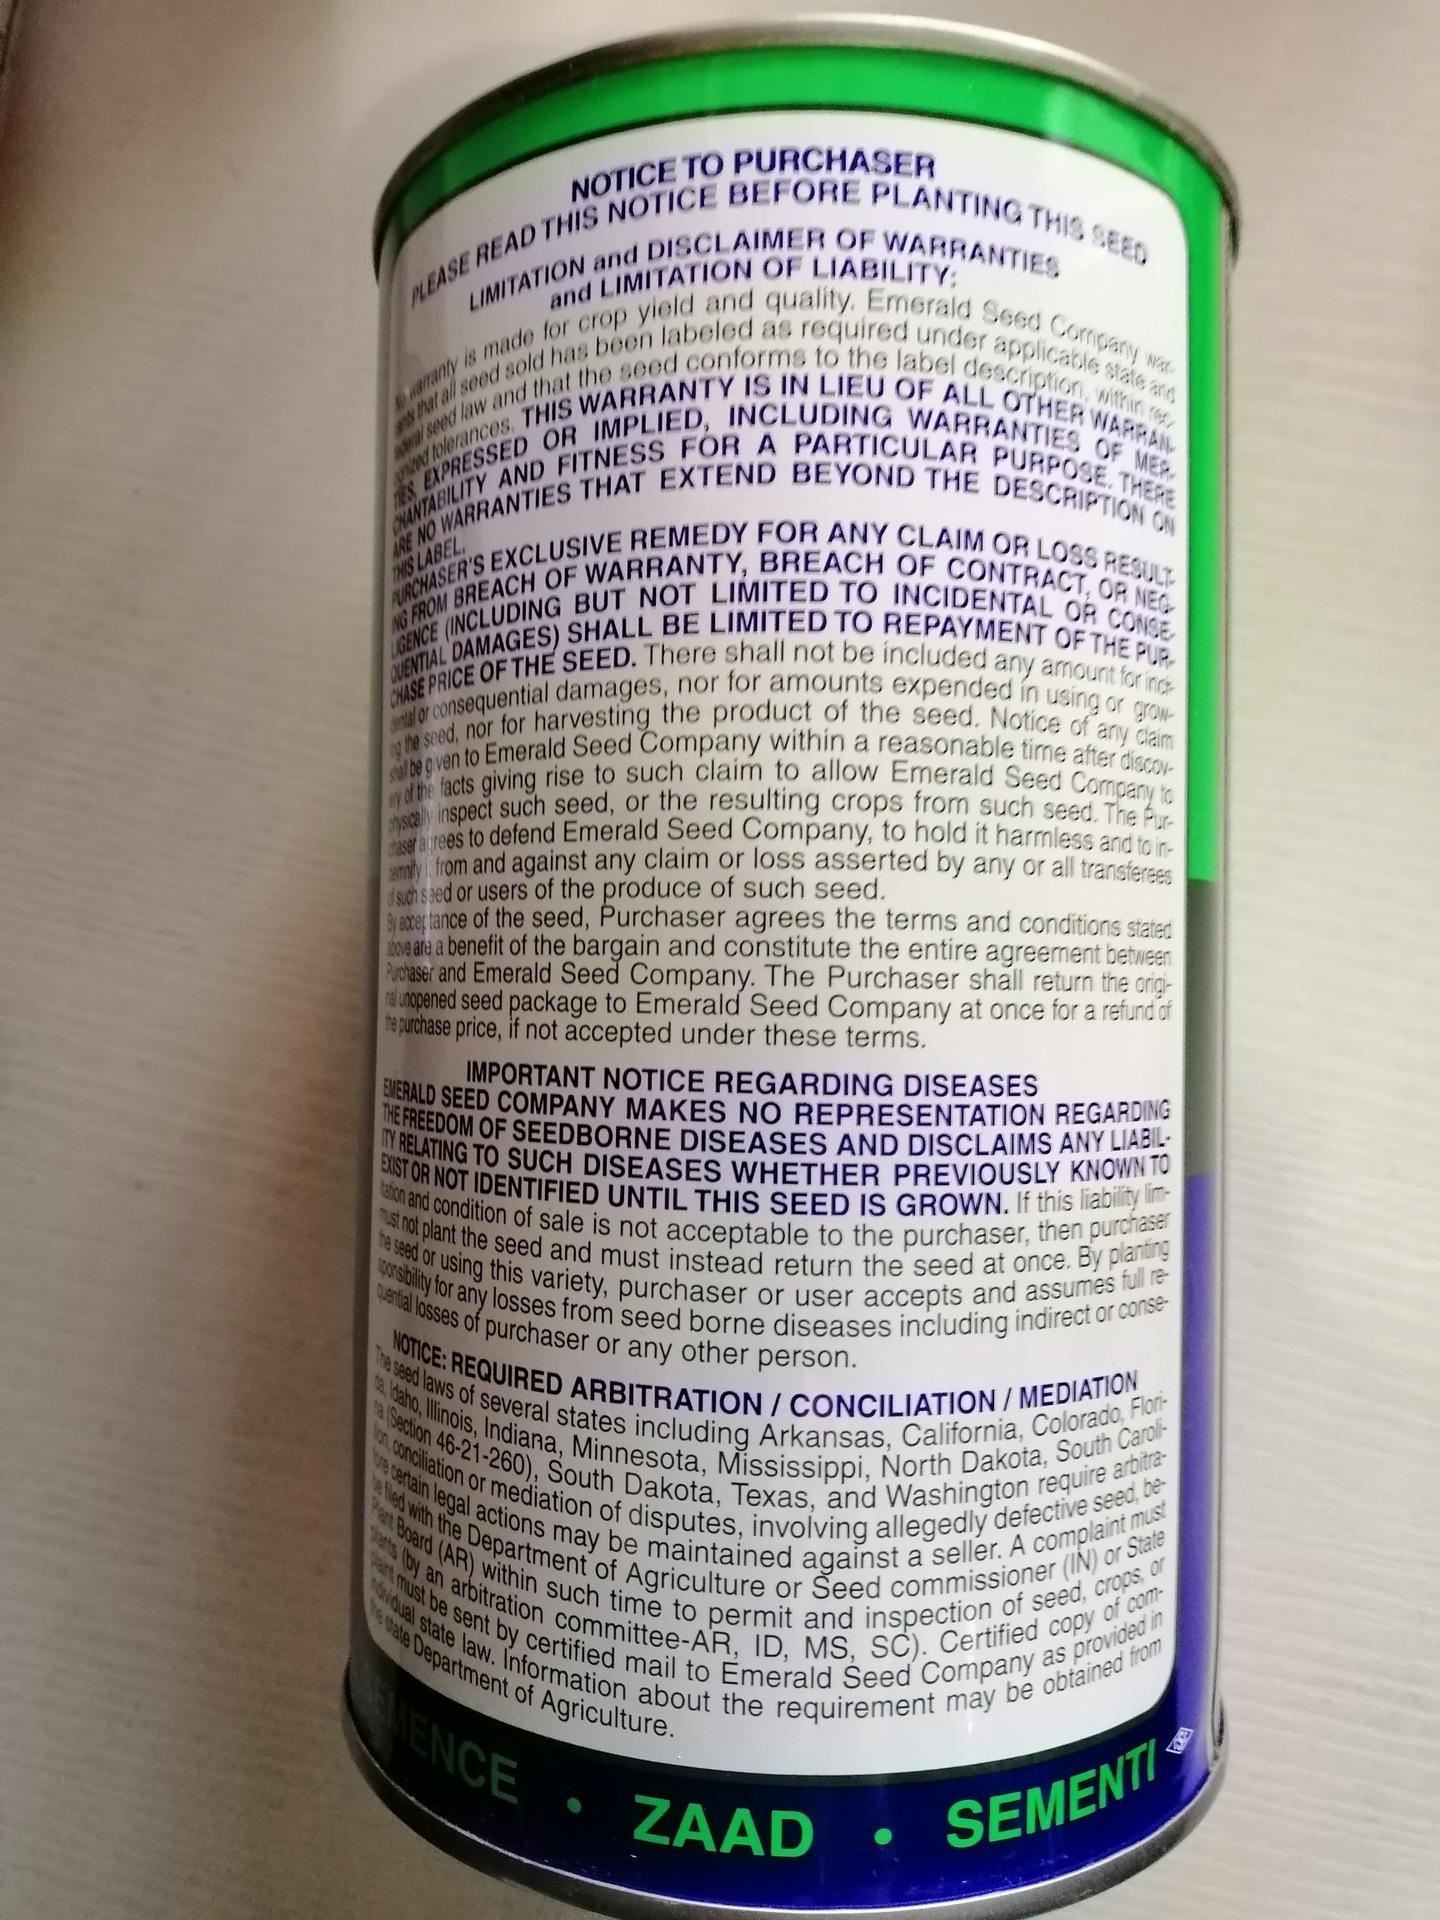 NOTICE TO PURCHASER
PLEASE READ THIS NOTICE BEFORE PLANTING THIS SEED
LIMITATION and DISCLAIMER OF WARRANTIES
and LIMITATION OF LIABILITY:
No warranty is made for crop yield and quality. Emerald Seed Company war-
rants that all seed sold has been labeled as required under applicable state and
federal seed law and that the seed conforms to the label description, within rec-
ognized tolerances. THIS WARRANTY IS IN LIEU OF ALL OTHER WARRAN-
TIES, EXPRESSED OR IMPLIED, INCLUDING WARRANTIES OF MER-
CHANTABILITY AND FITNESS FOR A PARTICULAR PURPOSE. THERE
ARE NO WARRANTIES THAT EXTEND BEYOND THE DESCRIPTION ON
THIS LABEL.
PURCHASER'S EXCLUSIVE REMEDY FOR ANY CLAIM OR LOSS RESULT-
ING FROM BREACH OF WARRANTY, BREACH OF CONTRACT, OR NEG-
LIGENCE (INCLUDING BUT NOT LIMITED TO INCIDENTAL OR CONSE-
QUENTIAL DAMAGES) SHALL BE LIMITED TO REPAYMENT OF THE PUR-
CHASE PRICE OF THE SEED. There shall not be included any amount for inci-
dental or consequential damages, nor for amounts expended in using or grow-
ing the seed, nor for harvesting the product of the seed. Notice of any claim
shall be given to Emerald Seed Company within a reasonable time after discov-
ery of the facts giving rise to such claim to allow Emerald Seed Company to
physically inspect such seed, or the resulting crops from such seed. The Pur-
chaser agrees to defend Emerald Seed Company, to hold it harmless and to in-
demnify it from and against any claim or loss asserted by any or all transferees
of such seed or users of the produce of such seed.
By acceptance of the seed, Purchaser agrees the terms and conditions stated
above are a benefit of the bargain and constitute the entire agreement between
Purchaser and Emerald Seed Company. The Purchaser shall return the origi-
nal unopened seed package to Emerald Seed Company at once for a refund of
the purchase price, if not accepted under these terms.
IMPORTANT NOTICE REGARDING DISEASES
EMERALD SEED COMPANY MAKES NO REPRESENTATION REGARDING
THE FREEDOM OF SEEDBORNE DISEASES AND DISCLAIMS ANY LIABIL-
ITY RELATING TO SUCH DISEASES WHETHER PREVIOUSLY KNOWN TO
EXIST OR NOT IDENTIFIED UNTIL THIS SEED IS GROWN. If this liability lim-
itation and condition of sale is not acceptable to the purchaser, then purchaser
must not plant the seed and must instead return the seed at once. By planting
the seed or using this variety, purchaser or user accepts and assumes full re-
sponsibility for any losses from seed borne diseases including indirect or conse-
quential losses of purchaser or any other person.
NOTICE: REQUIRED ARBITRATION / CONCILIATION / MEDIATION
The seed laws of several states including Arkansas, California, Colorado, Flori-
da, Idaho, Illinois, Indiana, Minnesota, Mississippi, North Dakota, South Caroli-
na (Section 46-21-260), South Dakota, Texas, and Washington require arbitra-
tion, conciliation or mediation of disputes, involving allegedly defective seed, be-
fore certain legal actions may be maintained against a seller. A complaint must
be filed with the Department of Agriculture or Seed commissioner (IN) or State
Plant Board (AR) within such time to permit and inspection of seed, crops, or
plants (by an arbitration committee-AR, ID, MS, SC). Certified copy of com-
plaint must be sent by certified mail to Emerald Seed Company as provided in
individual state law. Information about the requirement may be obtained from
the state Department of Agriculture.
SEMENCE • ZAAD • SEMENTI